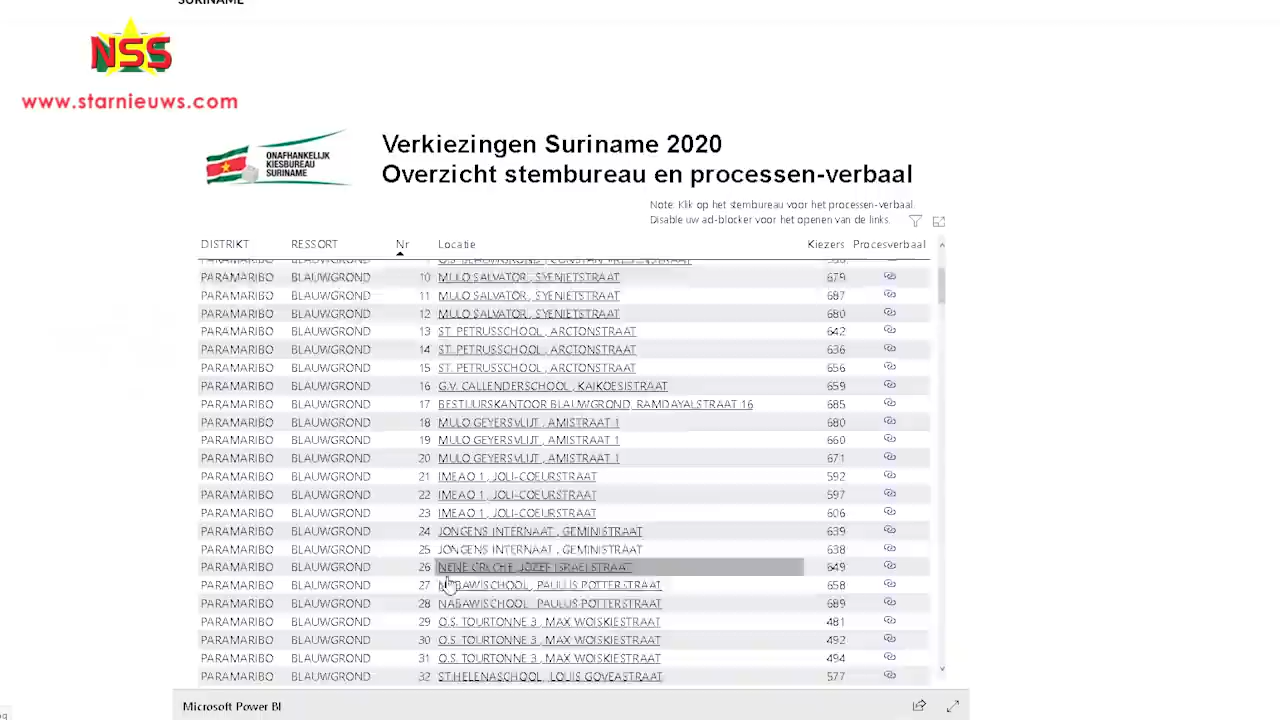 SURINAME
NSS
www.starnieuws.com
ONAFHANKELIJK
KIESBUREAU
SURINAME
Verkiezingen Suriname 2020
Overzicht stembureau en processen-verbaal
Note: Klik op het stembureau voor het processen-verbaal.
Disable uw ad-blocker voor het openen van de links.
DISTRIKT RESSORT Nr Locatie Kiezers Procesverbaal
PARAMARIBO BLAUWGROND
PARAMARIBO BLAUWGROND 10 MULO SALVATOR , SYENIETSTRAAT 679
PARAMARIBO BLAUWGROND 11 MULO SALVATOR , SYENIETSTRAAT 687
PARAMARIBO BLAUWGROND 12 MULO SALVATOR , SYENIETSTRAAT 680
PARAMARIBO BLAUWGROND 13 ST. PETRUSSCHOOL , ARCTONSTRAAT 642
PARAMARIBO BLAUWGROND 14 ST. PETRUSSCHOOL , ARCTONSTRAAT 636
PARAMARIBO BLAUWGROND 15 ST. PETRUSSCHOOL , ARCTONSTRAAT 656
PARAMARIBO BLAUWGROND 16 G.V. CALLENDERSCHOOL , KAIKOESISTRAAT 659
PARAMARIBO BLAUWGROND 17 BESTUURSKANTOOR BLAUWGROND, RAMDAYALSTRAAT 16 685
PARAMARIBO BLAUWGROND 18 MULO GEYERSVLIJT , AMISTRAAT 1 680
PARAMARIBO BLAUWGROND 19 MULO GEYERSVLIJT , AMISTRAAT 1 660
PARAMARIBO BLAUWGROND 20 MULO GEYERSVLIJT , AMISTRAAT 1 671
PARAMARIBO BLAUWGROND 21 IMEAO 1 , JOLI-COEURSTRAAT 592
PARAMARIBO BLAUWGROND 22 IMEAO 1 , JOLI-COEURSTRAAT 597
PARAMARIBO BLAUWGROND 23 IMEAO 1 , JOLI-COEURSTRAAT 606
PARAMARIBO BLAUWGROND 24 JONGENS INTERNAAT , GEMINISTRAAT 639
PARAMARIBO BLAUWGROND 25 JONGENS INTERNAAT , GEMINISTRAAT 638
PARAMARIBO BLAUWGROND 26 NENE CRECHE, JOZEF ISRAELSTRAAT 649
PARAMARIBO BLAUWGROND 27 NABAWISCHOOL , PAULUS POTTERSTRAAT 658
PARAMARIBO BLAUWGROND 28 NABAWISCHOOL , PAULUS POTTERSTRAAT 689
PARAMARIBO BLAUWGROND 29 O.S. TOURTONNE 3 , MAX WOISKIESTRAAT 481
PARAMARIBO BLAUWGROND 30 O.S. TOURTONNE 3 , MAX WOISKIESTRAAT 492
PARAMARIBO BLAUWGROND 31 O.S. TOURTONNE 3 , MAX WOISKIESTRAAT 494
PARAMARIBO BLAUWGROND 32 ST.HELENASCHOOL , LOUIS GOVEASTRAAT 577
Microsoft Power BI